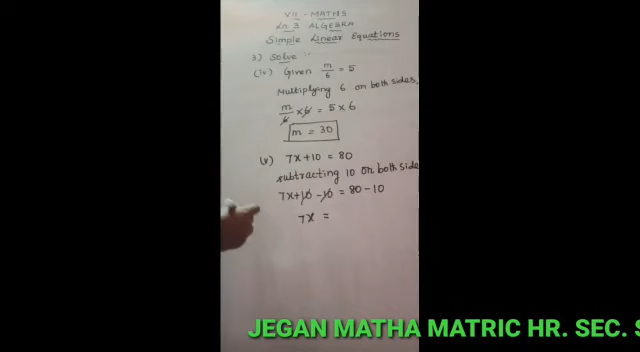 VII - MATHS
Ln.3 ALGEBRA
Simple Linear Equations
3) Solve :-
(iv) Given m/6 = 5
Multiplying 6 on both sides,
m/6 × 6 = 5 × 6
m = 30
(v) 7x + 10 = 80
subtracting 10 on both side
7x + 10 - 10 = 80 - 10
7x =
JEGAN MATHA MATRIC HR. SEC. S